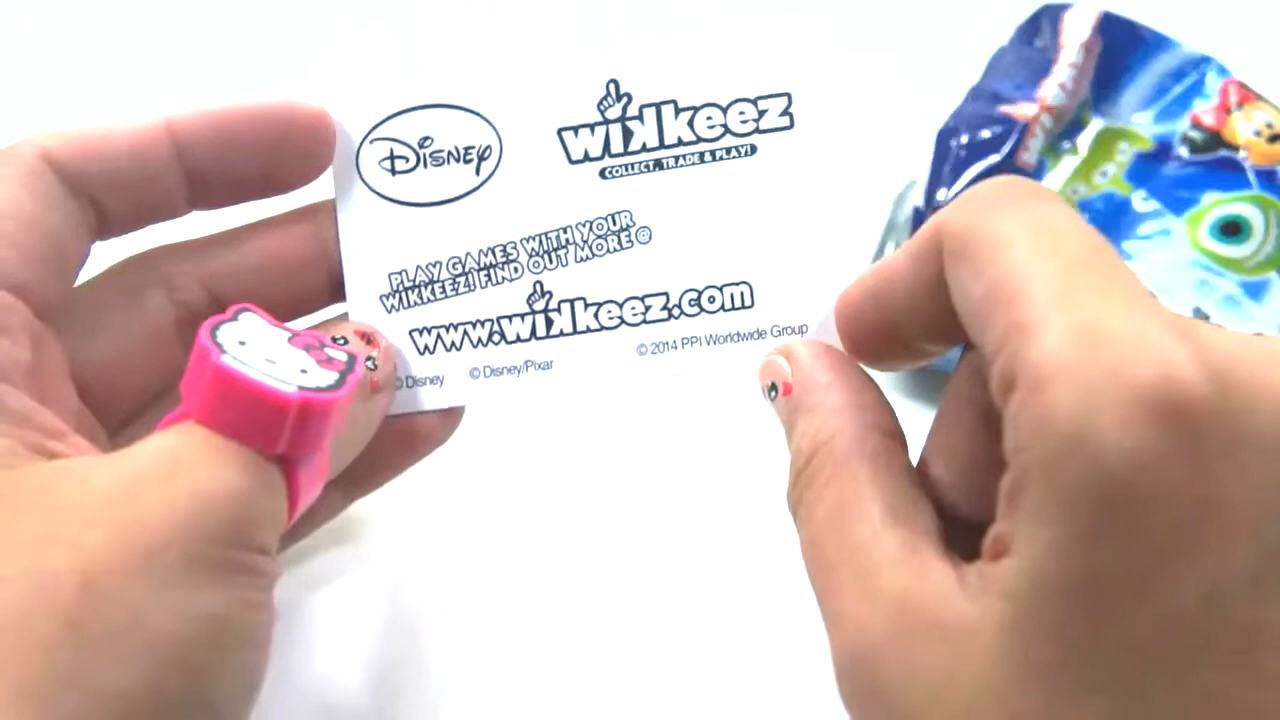 Disney
wikkeez
COLLECT, TRADE & PLAY!
PLAY GAMES WITH YOUR
WIKKEEZ! FIND OUT MORE @
www.wikkeez.com
© Disney © Disney/Pixar © 2014 PPI Worldwide Group